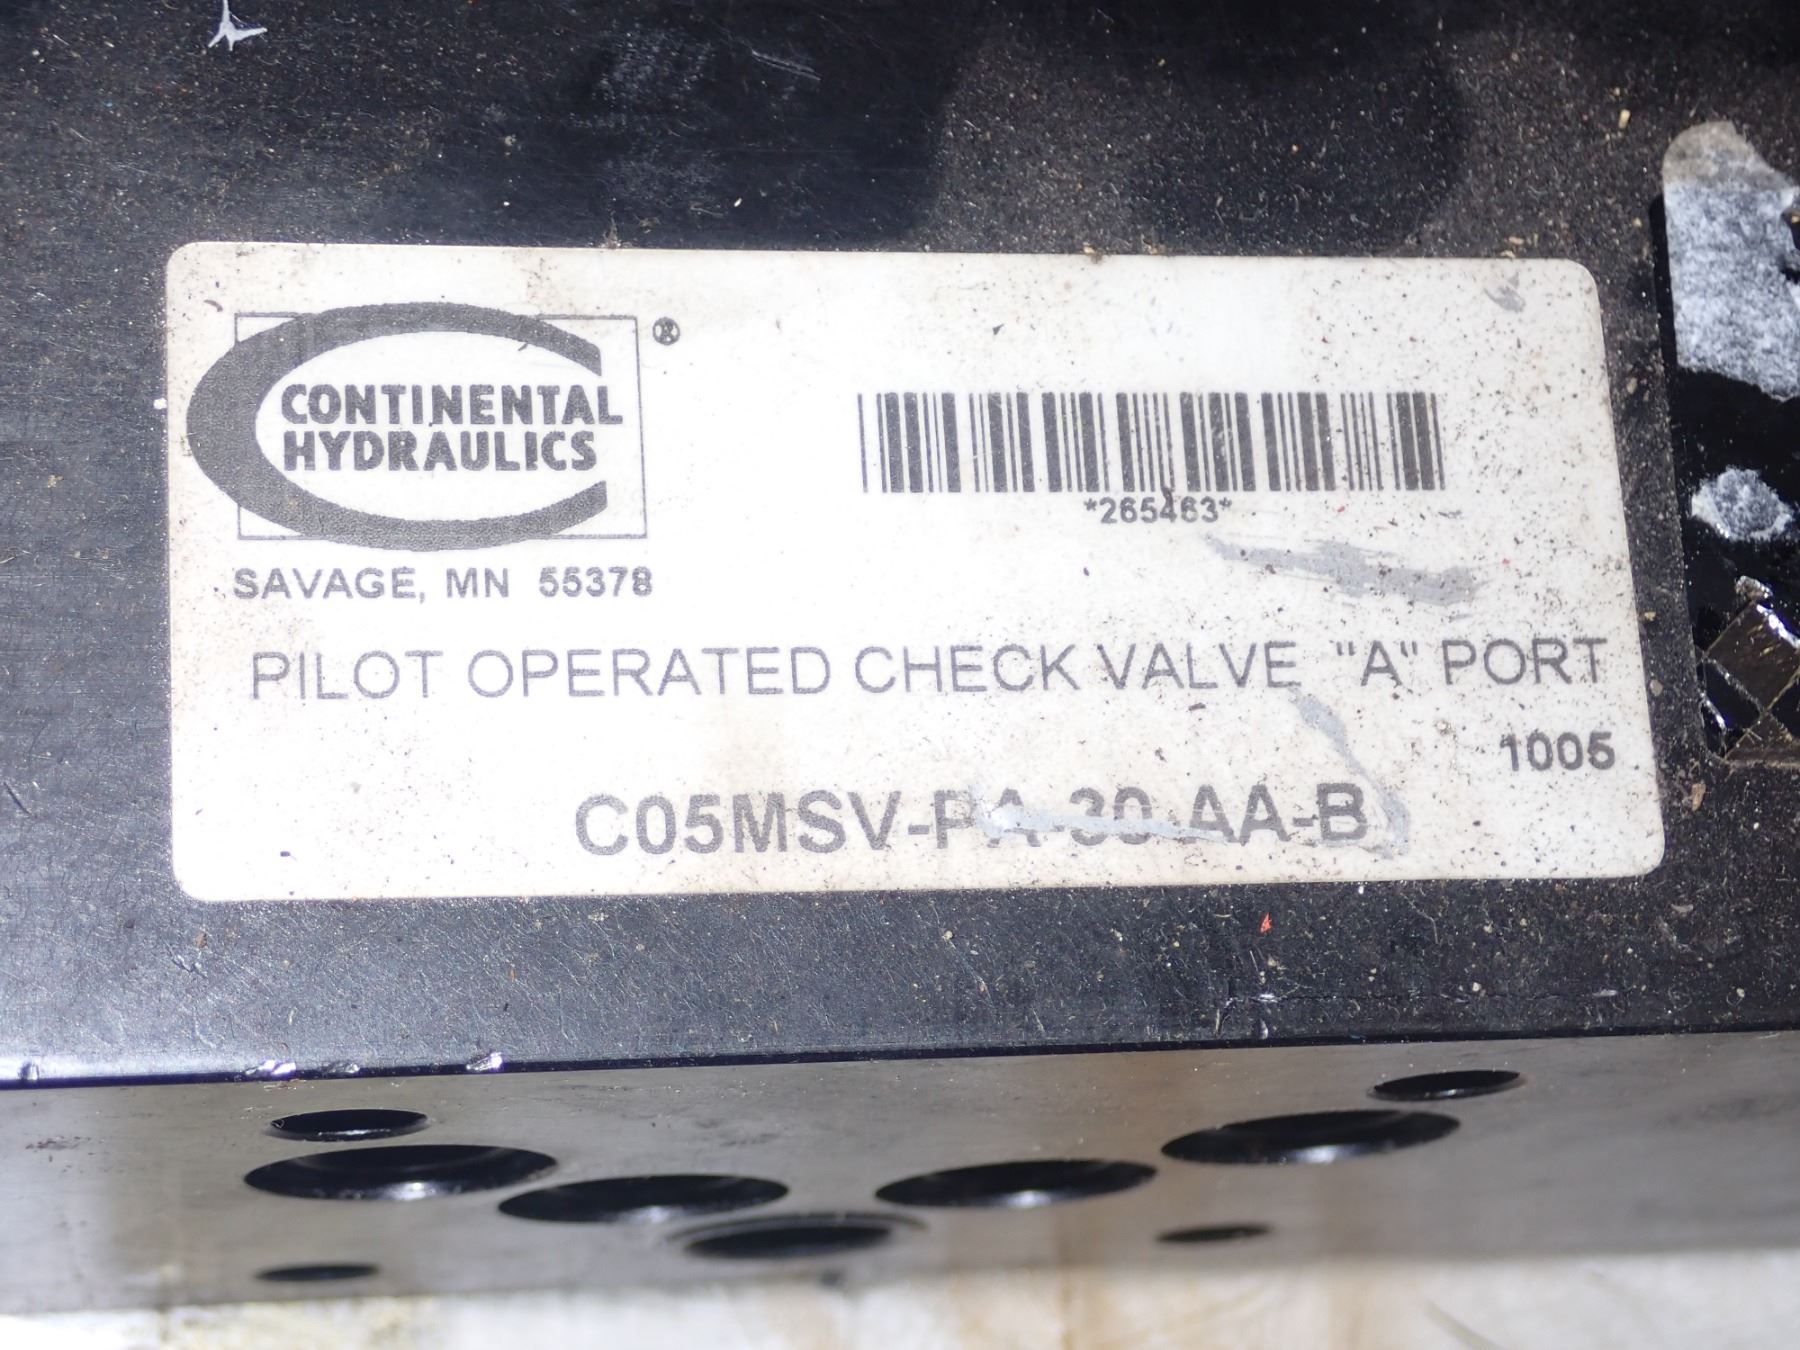 CONTINENTAL
HYDRAULICS ®
*265463*
SAVAGE, MN 55378
PILOT OPERATED CHECK VALVE "A" PORT
1005
C05MSV-PA-30-AA-B